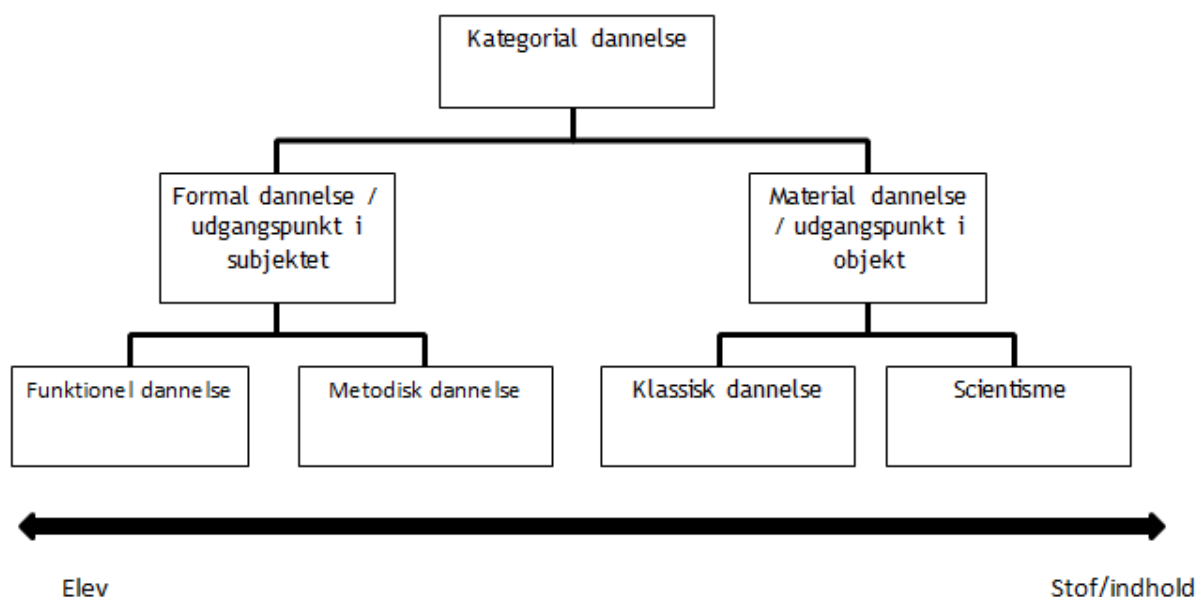 Kategorial dannelse
Formal dannelse /
udgangspunkt i
subjektet
Material dannelse
/ udgangspunkt i
objekt
Funktionel dannelse
Metodisk dannelse
Klassisk dannelse
Scientisme
Elev
Stof/indhold